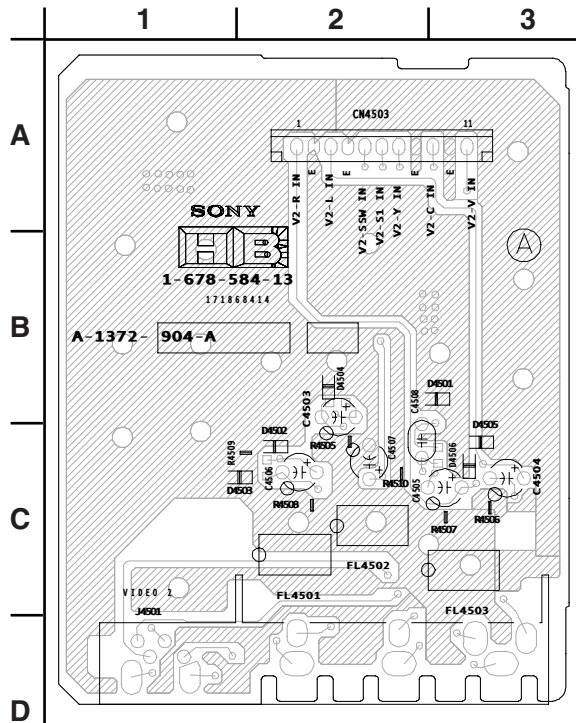 1 2 3
A
B
C
D
CN4503
1 11
E E E E
V2-R IN
V2-L IN
V2-SSW IN
V2-S1 IN
V2-Y IN
V2-C IN
V2-V IN
SONY
HB
A
1-678-584-13
171868414
A-1372- 904-A
D4504
D4501
C4508
C4503
D4502
R4505
D4505
R4509
C4506
C4507
D4506
D4503
R4510
C4505
C4504
R4508
R4507
R4506
FL4502
VIDEO 2
FL4501
J4501
FL4503